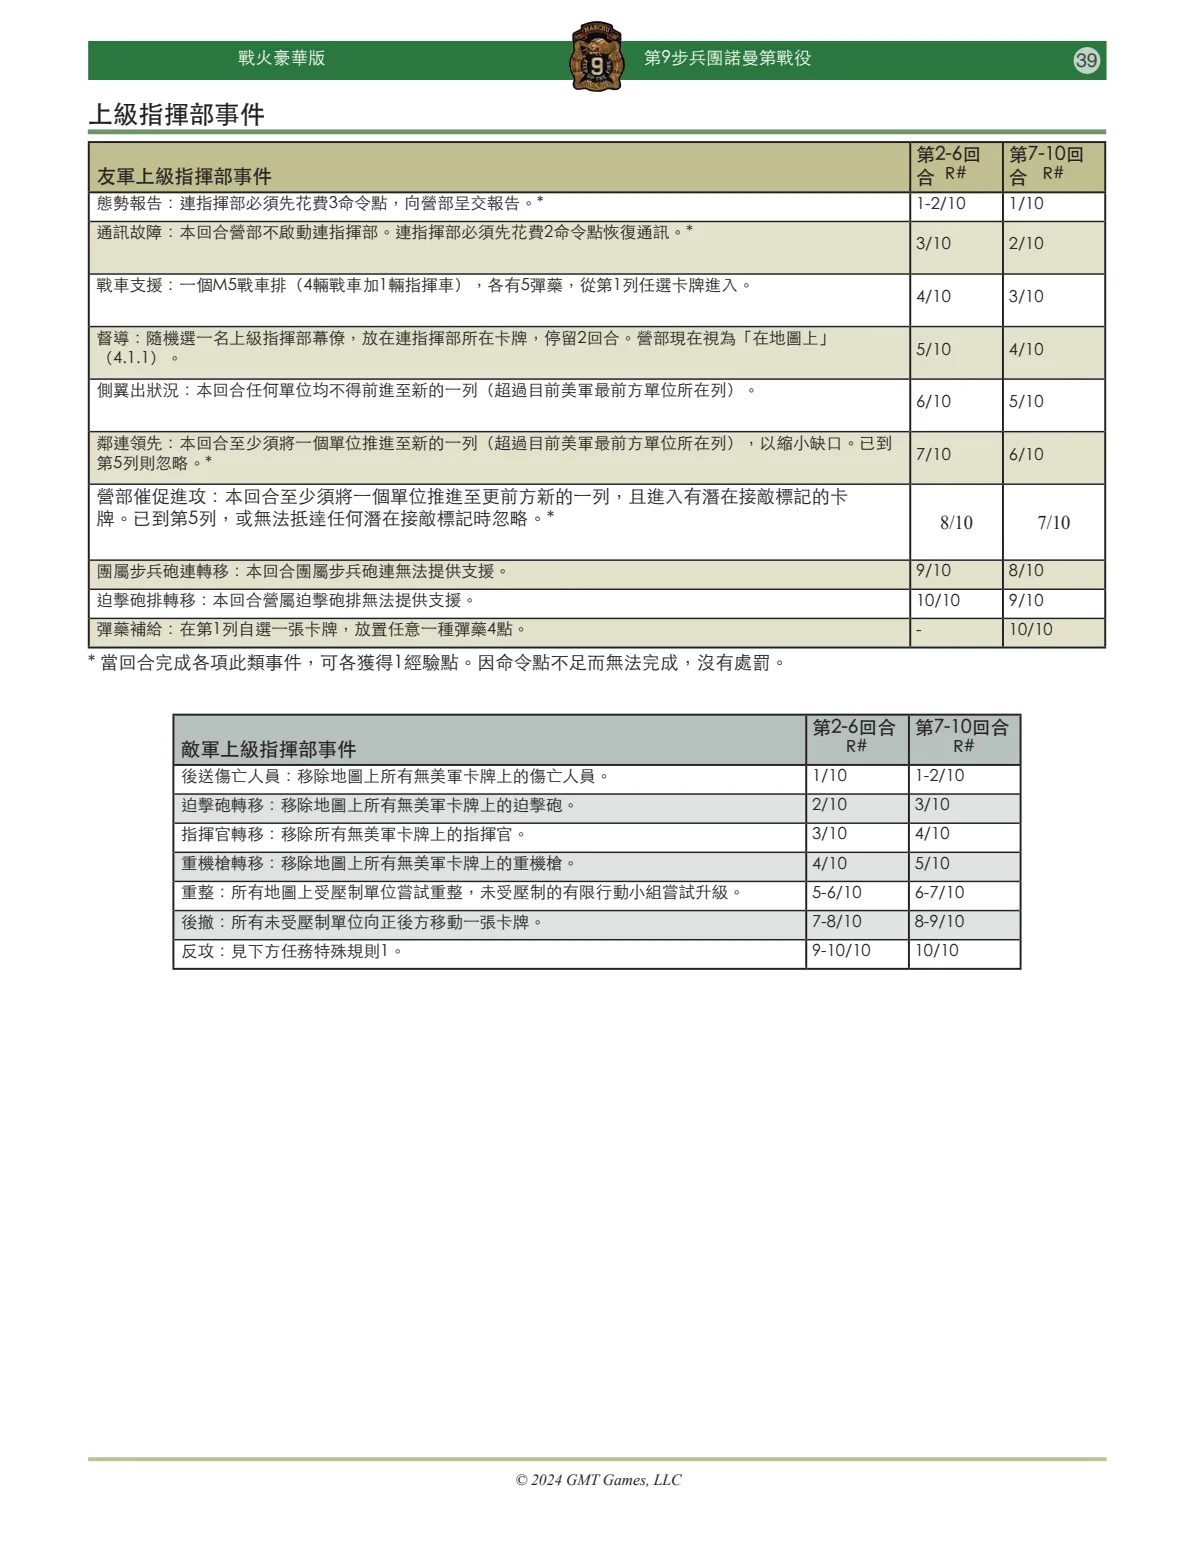 戰火豪華版
MANCHU
9
第9步兵團諾曼第戰役
39
上級指揮部事件
友軍上級指揮部事件 第2-6回合 R# 第7-10回合 R#
態勢報告：連指揮部必須先花費3命令點，向營部呈交報告。* 1-2/10 1/10
通訊故障：本回合營部不啟動連指揮部。連指揮部必須先花費2命令點恢復通訊。* 3/10 2/10
戰車支援：一個M5戰車排（4輛戰車加1輛指揮車），各有5彈藥，從第1列任選卡牌進入。 4/10 3/10
督導：隨機選一名上級指揮部幕僚，放在連指揮部所在卡牌，停留2回合。營部現在視為「在地圖上」
（4.1.1）。 5/10 4/10
側翼出狀況：本回合任何單位均不得前進至新的一列（超過目前美軍最前方單位所在列）。 6/10 5/10
鄰連領先：本回合至少須將一個單位推進至新的一列（超過目前美軍最前方單位所在列），以縮小缺口。已到
第5列則忽略。* 7/10 6/10
營部催促進攻：本回合至少須將一個單位推進至更前方新的一列，且進入有潛在接敵標記的卡
牌。已到第5列，或無法抵達任何潛在接敵標記時忽略。* 8/10 7/10
團屬步兵砲連轉移：本回合團屬步兵砲連無法提供支援。 9/10 8/10
迫擊砲排轉移：本回合營屬迫擊砲排無法提供支援。 10/10 9/10
彈藥補給：在第1列自選一張卡牌，放置任意一種彈藥4點。 - 10/10
* 當回合完成各項此類事件，可各獲得1經驗點。因命令點不足而無法完成，沒有處罰。
敵軍上級指揮部事件 第2-6回合 R# 第7-10回合 R#
後送傷亡人員：移除地圖上所有無美軍卡牌上的傷亡人員。 1/10 1-2/10
迫擊砲轉移：移除地圖上所有無美軍卡牌上的迫擊砲。 2/10 3/10
指揮官轉移：移除所有無美軍卡牌上的指揮官。 3/10 4/10
重機槍轉移：移除地圖上所有無美軍卡牌上的重機槍。 4/10 5/10
重整：所有地圖上受壓制單位嘗試重整，未受壓制的有限行動小組嘗試升級。 5-6/10 6-7/10
後撤：所有未受壓制單位向正後方移動一張卡牌。 7-8/10 8-9/10
反攻：見下方任務特殊規則1。 9-10/10 10/10
© 2024 GMT Games, LLC